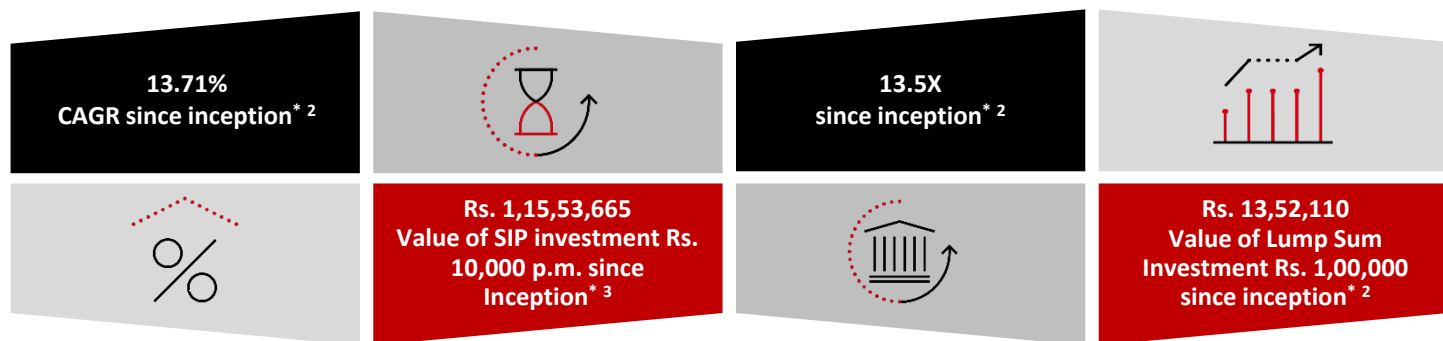 13.71%
CAGR since inception* 2
13.5X
since inception* 2
Rs. 1,15,53,665
Value of SIP investment Rs.
10,000 p.m. since
Inception* 3
Rs. 13,52,110
Value of Lump Sum
Investment Rs. 1,00,000
since inception* 2